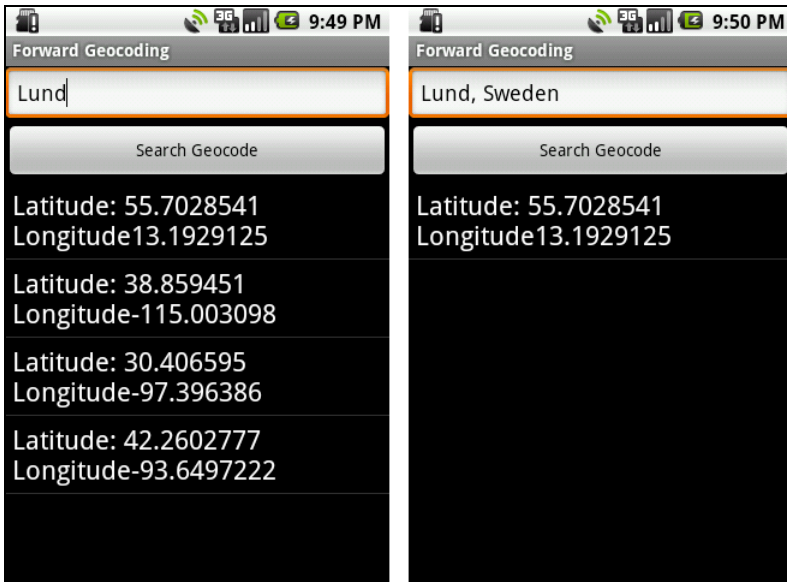 9:49 PM
Forward Geocoding
Lund
Search Geocode
Latitude: 55.7028541
Longitude13.1929125
Latitude: 38.859451
Longitude-115.003098
Latitude: 30.406595
Longitude-97.396386
Latitude: 42.2602777
Longitude-93.6497222
3G 9:50 PM
Forward Geocoding
Lund, Sweden
Search Geocode
Latitude: 55.7028541
Longitude13.1929125